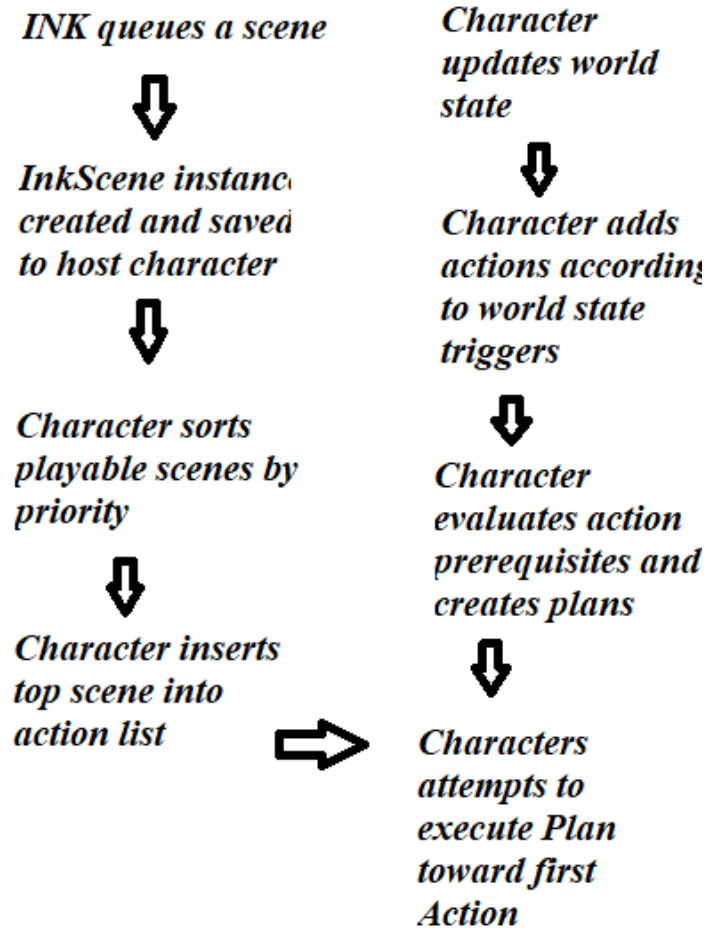 INK queues a scene
InkScene instanc
created and saved
to host character
Character sorts
playable scenes by
priority
Character inserts
top scene into
action list
Character
updates world
state
Character adds
actions according
to world state
triggers
Character
evaluates action
prerequisites and
creates plans
Characters
attempts to
execute Plan
toward first
Action